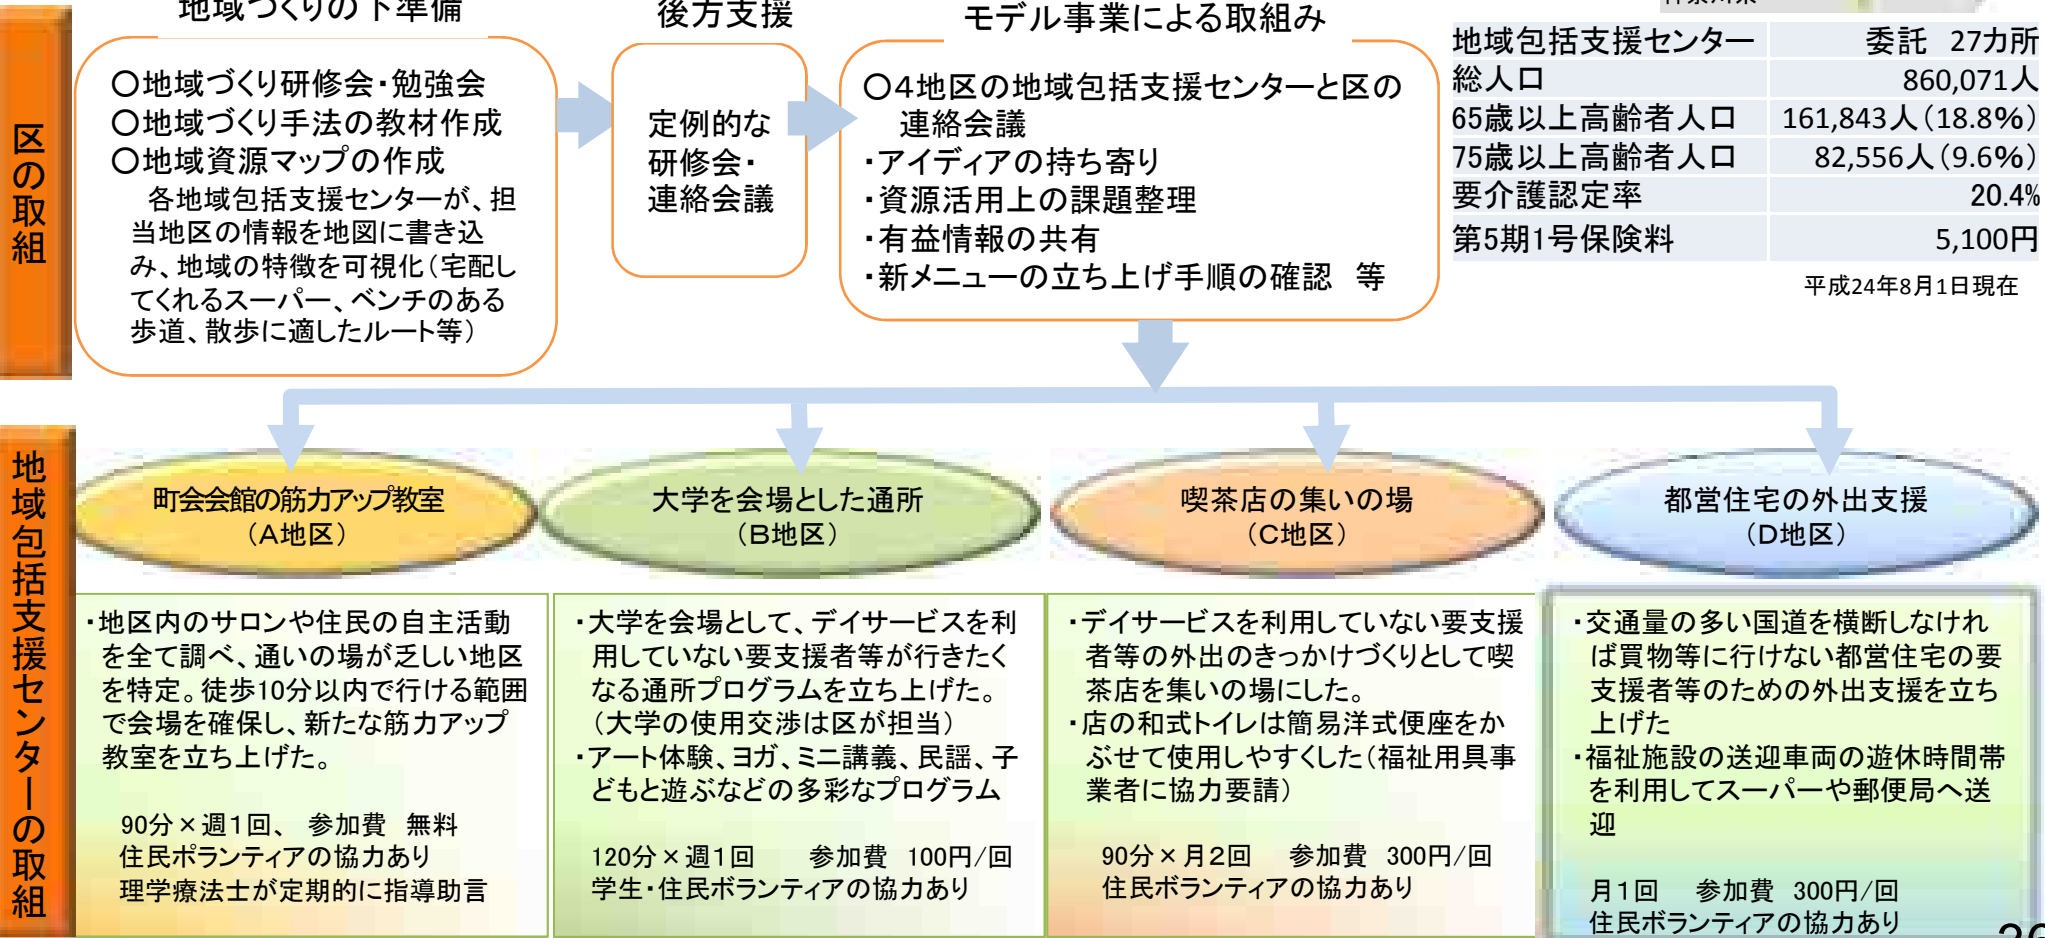 地域づくりの下準備
後方支援
モデル事業による取組み
区の取組
〇地域づくり研修会・勉強会
〇地域づくり手法の教材作成
〇地域資源マップの作成
各地域包括支援センターが、担
当地区の情報を地図に書き込
み、地域の特徴を可視化(宅配し
てくれるスーパー、ベンチのある
歩道、散歩に適したルート等)
定例的な
研修会・
連絡会議
〇4地区の地域包括支援センターと区の
連絡会議
・アイディアの持ち寄り
・資源活用上の課題整理
・有益情報の共有
・新メニューの立ち上げ手順の確認 等
地域包括支援センター 委託 27カ所
総人口 860,071人
65歳以上高齢者人口 161,843人(18.8%)
75歳以上高齢者人口 82,556人(9.6%)
要介護認定率 20.4%
第5期1号保険料 5,100円
平成24年8月1日現在
地域包括支援センターの取組
町会会館の筋力アップ教室
(A地区)
・地区内のサロンや住民の自主活動
を全て調べ、通いの場が乏しい地区
を特定。徒歩10分以内で行ける範囲
で会場を確保し、新たな筋力アップ
教室を立ち上げた。
90分×週1回、 参加費 無料
住民ボランティアの協力あり
理学療法士が定期的に指導助言
大学を会場とした通所
(B地区)
・大学を会場として、デイサービスを利
用していない要支援者等が行きたく
なる通所プログラムを立ち上げた。
(大学の使用交渉は区が担当)
・アート体験、ヨガ、ミニ講義、民謡、子
どもと遊ぶなどの多彩なプログラム
120分×週1回 参加費 100円/回
学生・住民ボランティアの協力あり
喫茶店の集いの場
(C地区)
・デイサービスを利用していない要支援
者等の外出のきっかけづくりとして喫
茶店を集いの場にした。
・店の和式トイレは簡易洋式便座をか
ぶせて使用しやすくした(福祉用具事
業者に協力要請)
90分×月2回 参加費 300円/回
住民ボランティアの協力あり
都営住宅の外出支援
(D地区)
・交通量の多い国道を横断しなけれ
ば買物等に行けない都営住宅の要
支援者等のための外出支援を立ち
上げた
・福祉施設の送迎車両の遊休時間帯
を利用してスーパーや郵便局へ送
迎
月1回 参加費 300円/回
住民ボランティアの協力あり